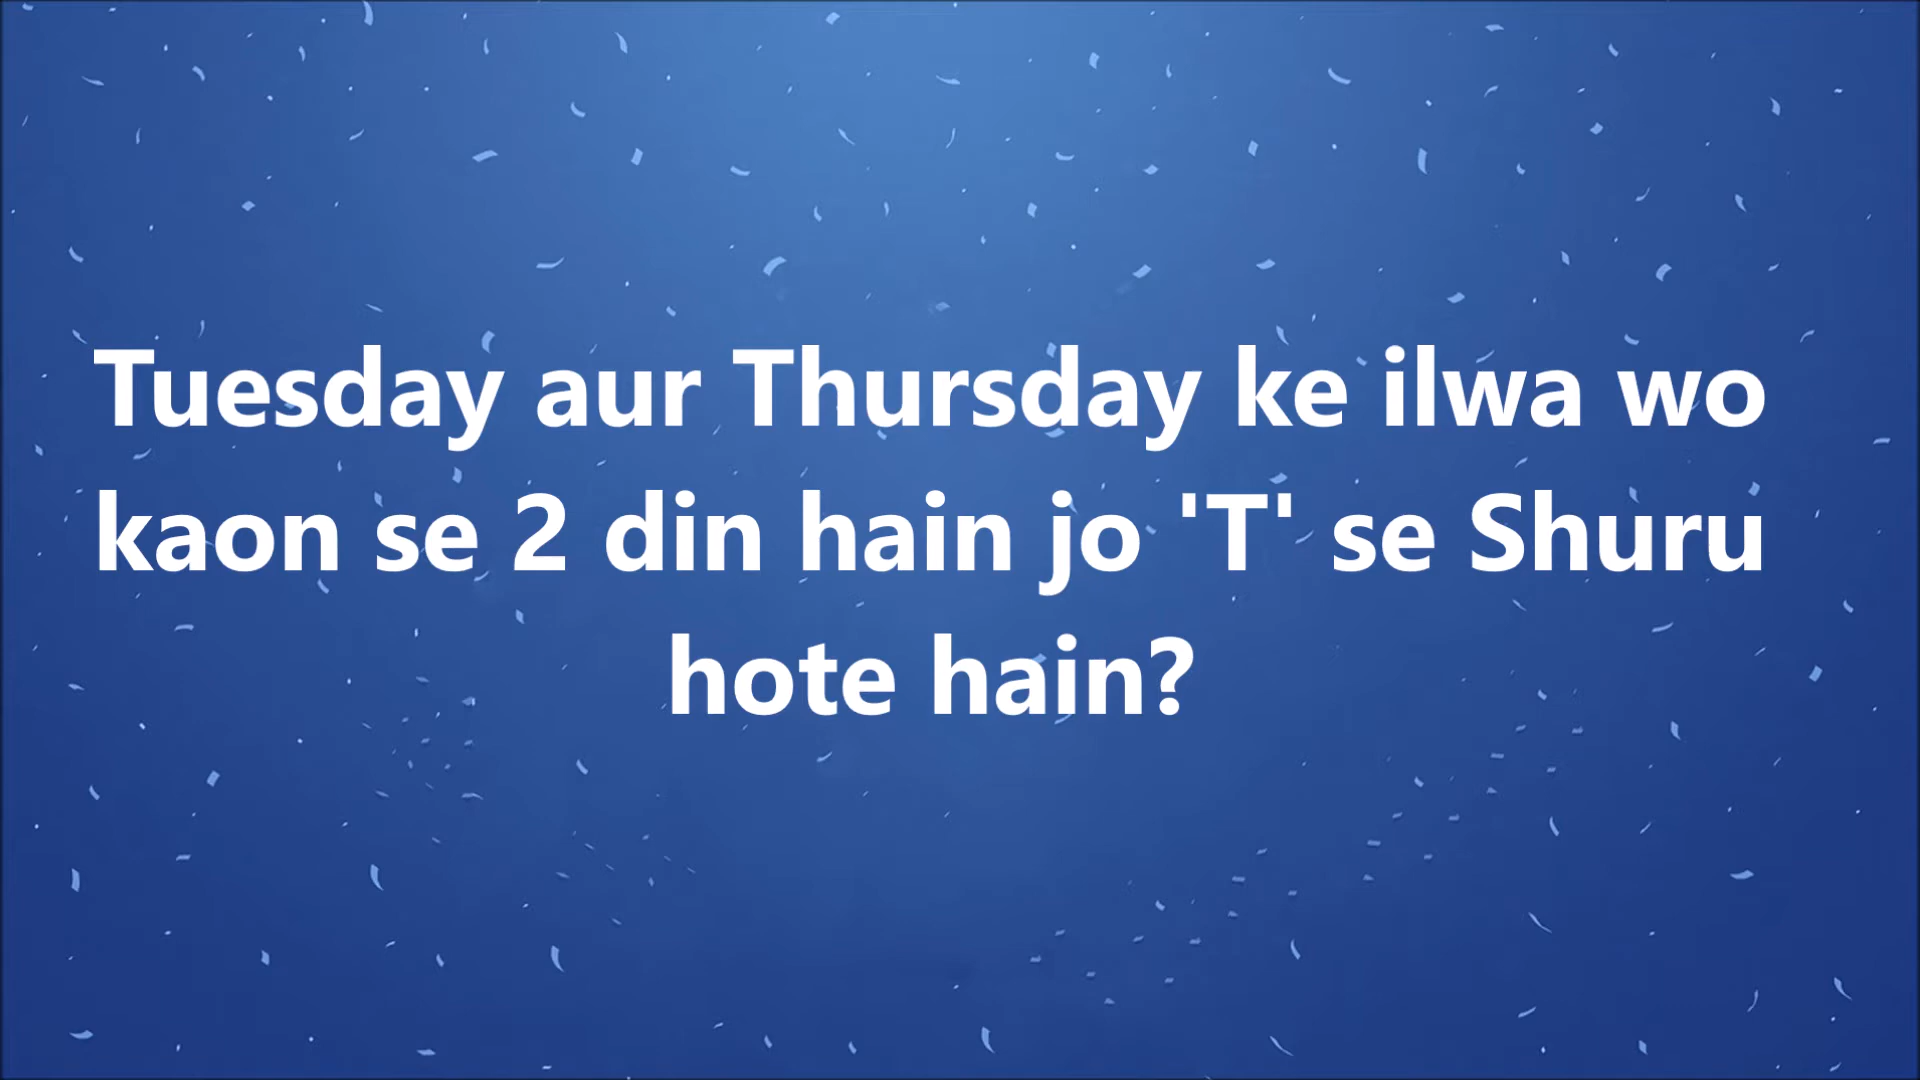 Tuesday aur Thursday ke ilwa wo
kaon se 2 din hain jo 'T' se Shuru
hote hain?